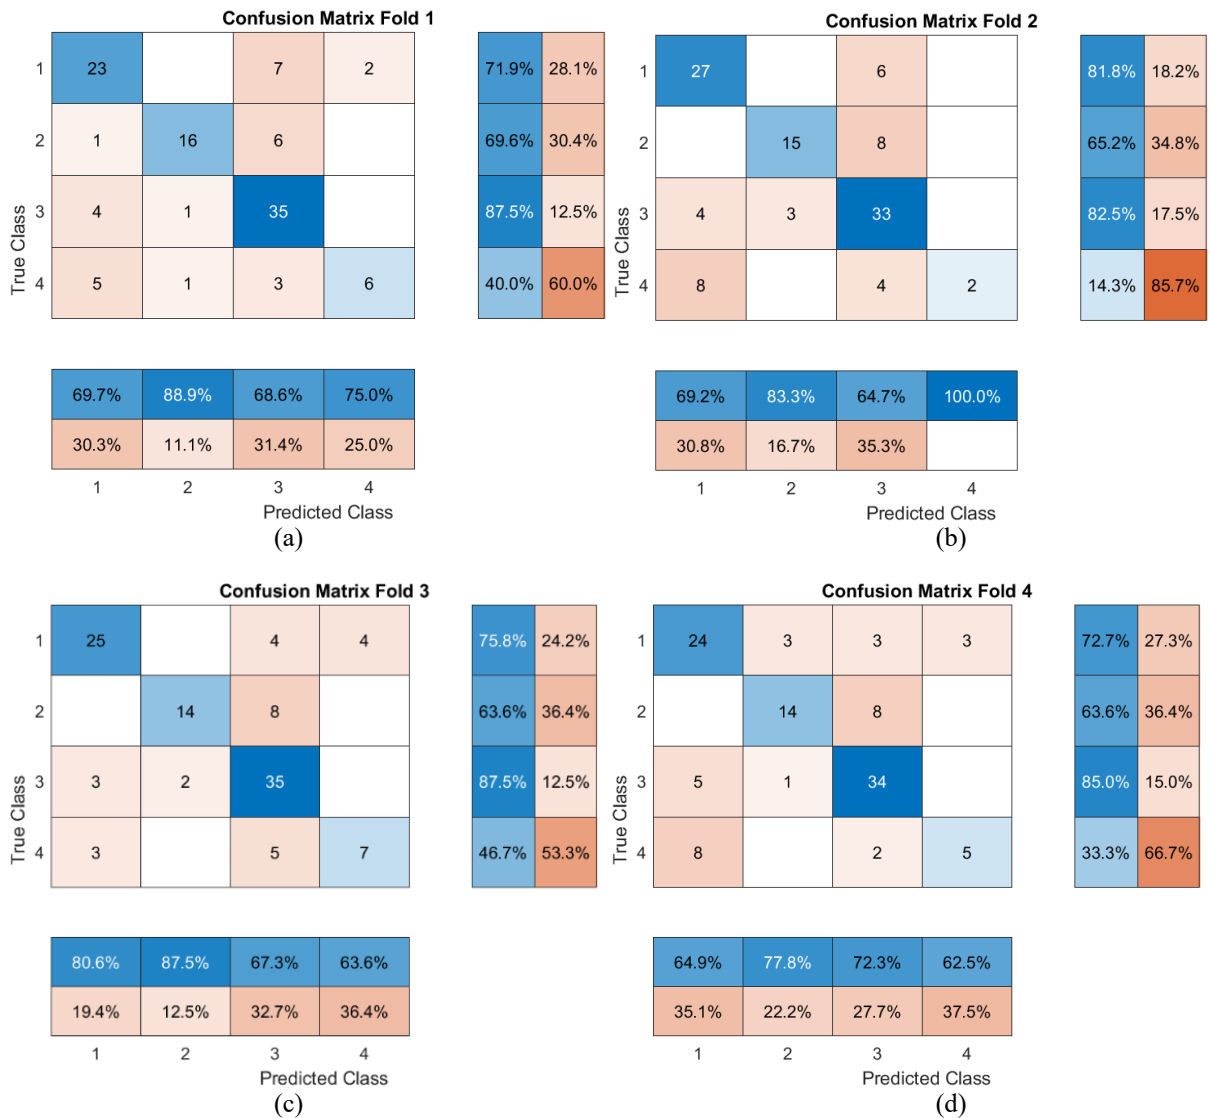 Confusion Matrix Fold 1
1 23 7 2 71.9% 28.1%
2 1 16 6 69.6% 30.4%
3 4 1 35 87.5% 12.5%
4 5 1 3 6 40.0% 60.0%
True Class
69.7% 88.9% 68.6% 75.0%
30.3% 11.1% 31.4% 25.0%
1 2 3 4
Predicted Class
(a)
Confusion Matrix Fold 2
1 27 6 81.8% 18.2%
2 15 8 65.2% 34.8%
3 4 3 33 82.5% 17.5%
4 8 4 2 14.3% 85.7%
True Class
69.2% 83.3% 64.7% 100.0%
30.8% 16.7% 35.3%
1 2 3 4
Predicted Class
(b)
Confusion Matrix Fold 3
1 25 4 4 75.8% 24.2%
2 14 8 63.6% 36.4%
3 3 2 35 87.5% 12.5%
4 3 5 7 46.7% 53.3%
True Class
80.6% 87.5% 67.3% 63.6%
19.4% 12.5% 32.7% 36.4%
1 2 3 4
Predicted Class
(c)
Confusion Matrix Fold 4
1 24 3 3 3 72.7% 27.3%
2 14 8 63.6% 36.4%
3 5 1 34 85.0% 15.0%
4 8 2 5 33.3% 66.7%
True Class
64.9% 77.8% 72.3% 62.5%
35.1% 22.2% 27.7% 37.5%
1 2 3 4
Predicted Class
(d)